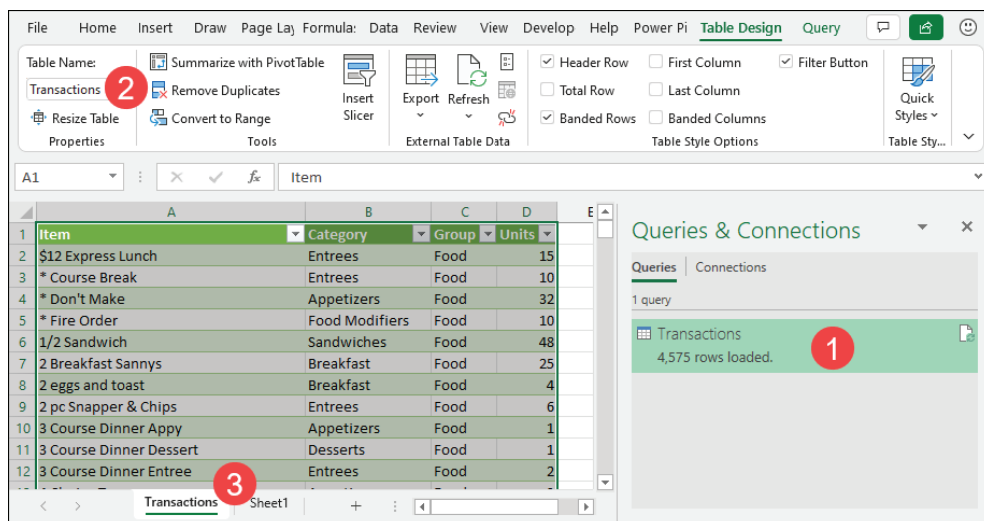 File Home Insert Draw Page Lay Formula: Data Review View Develop Help Power Pi Table Design Query
Table Name:
Transactions 2
Resize Table
Properties
Summarize with PivotTable
Remove Duplicates
Convert to Range
Tools
Insert
Slicer
Export Refresh
External Table Data
Header Row First Column Filter Button
Total Row Last Column
Banded Rows Banded Columns
Table Style Options
Quick
Styles
Table Sty...
A1 fx Item
A B C D E
1 Item Category Group Units
2 $12 Express Lunch Entrees Food 15
3 * Course Break Entrees Food 10
4 * Don't Make Appetizers Food 32
5 * Fire Order Food Modifiers Food 10
6 1/2 Sandwich Sandwiches Food 48
7 2 Breakfast Sannys Breakfast Food 25
8 2 eggs and toast Breakfast Food 4
9 2 pc Snapper & Chips Entrees Food 6
10 3 Course Dinner Appy Appetizers Food 1
11 3 Course Dinner Dessert Desserts Food 1
12 3 Course Dinner Entree Entrees Food 2
3
Transactions Sheet1
Queries & Connections
Queries Connections
1 query
Transactions
4,575 rows loaded.
1